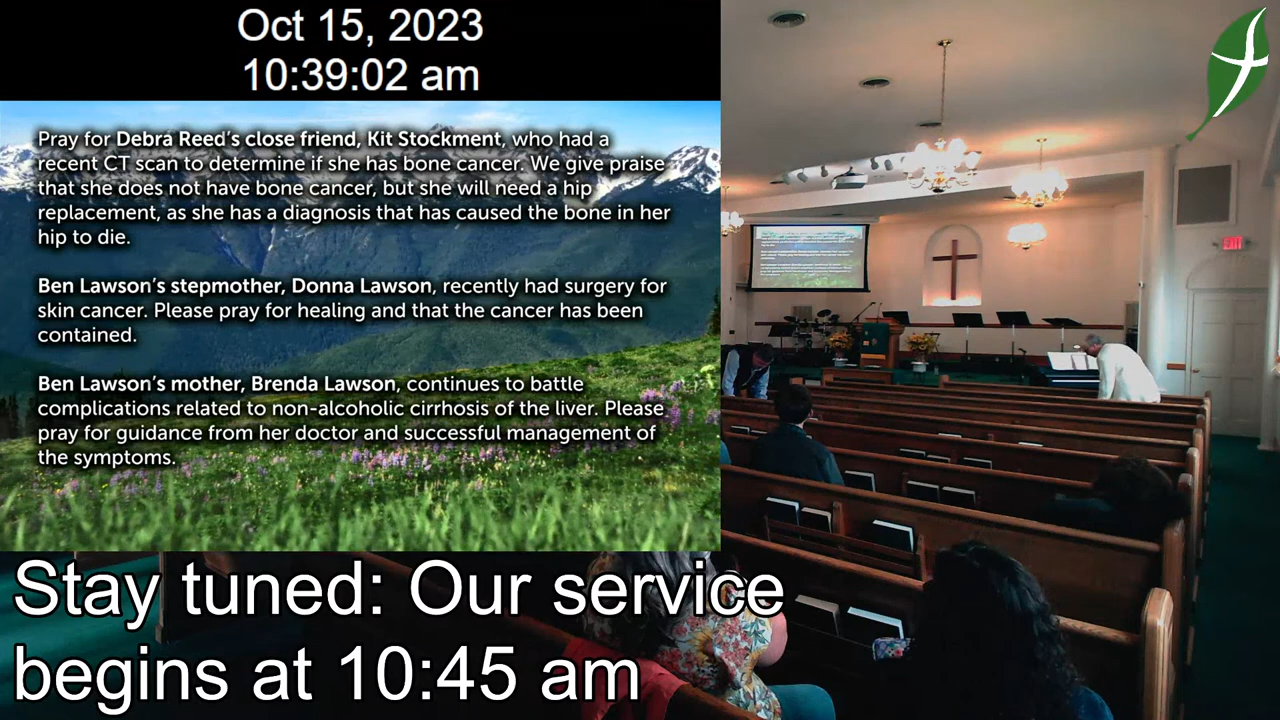 Oct 15, 2023
10:39:02 am
Pray for Debra Reed's close friend, Kit Stockment, who had a
recent CT scan to determine if she has bone cancer. We give praise
that she does not have bone cancer, but she will need a hip
replacement, as she has a diagnosis that has caused the bone in her
hip to die.
Ben Lawson's stepmother, Donna Lawson, recently had surgery for
skin cancer. Please pray for healing and that the cancer has been
contained.
Ben Lawson's mother, Brenda Lawson, continues to battle
complications related to non-alcoholic cirrhosis of the liver. Please
pray for guidance from her doctor and successful management of
the symptoms.
Stay tuned: Our service
begins at 10:45 am